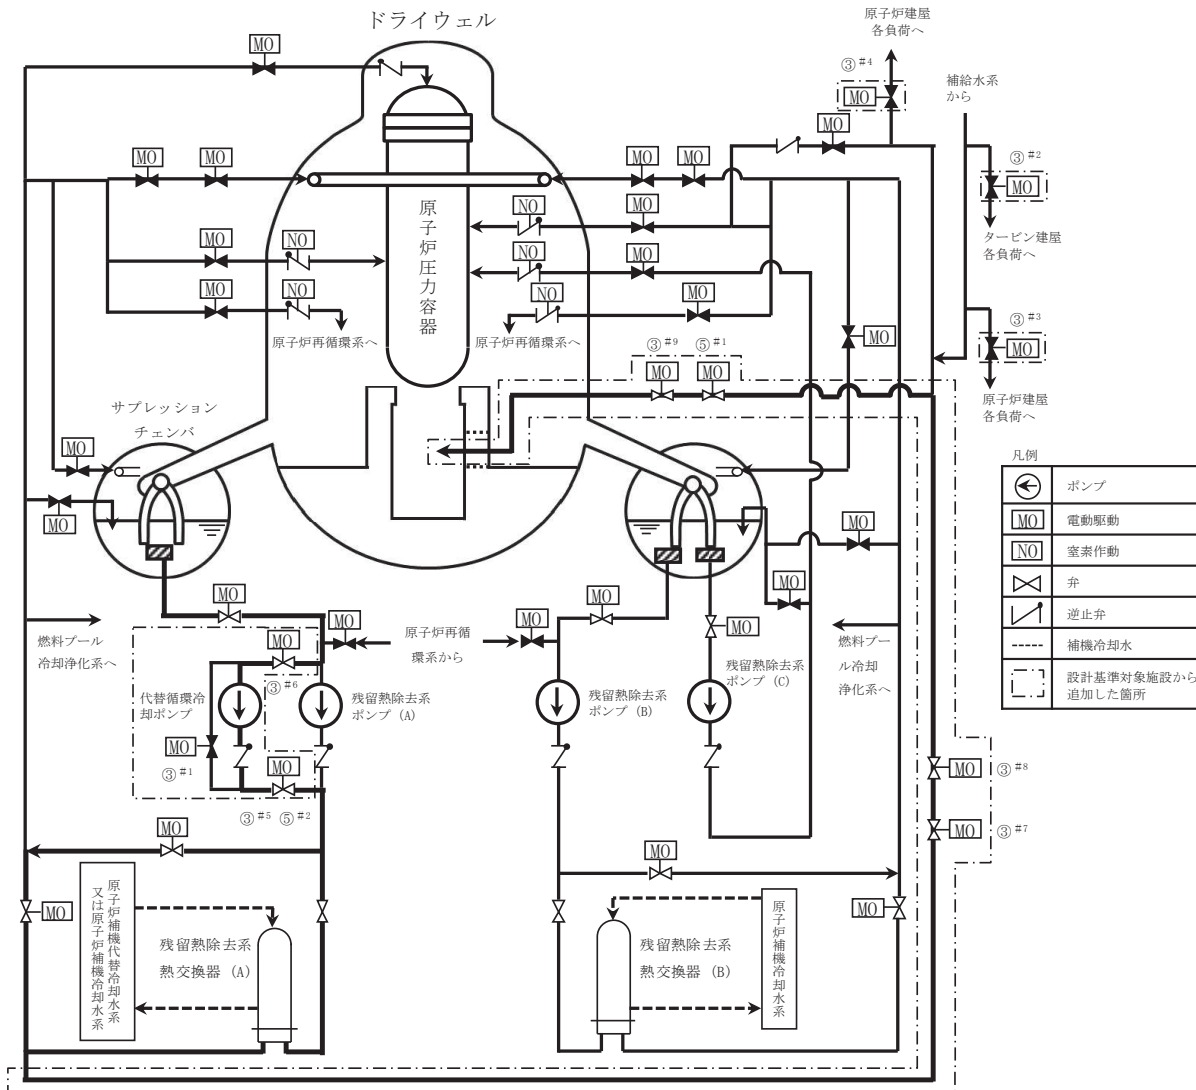 ドライウェル
原子炉建屋
各負荷へ
③#4
MO
補給水系
から
MO
MO
③#2
MO
タービン建屋
各負荷へ
MO
MO
MO
MO
NO
MO
MO
NO
NO
MO
原子炉圧力容器
MO
NO
NO
MO
MO
原子炉再循環系へ
原子炉再循環系へ
③#9
⑤#1
MO
MO
MO
③#3
MO
原子炉建屋
各負荷へ
サプレッション
チェンバ
MO
MO
凡例
ポンプ
MO
電動駆動
NO
窒素作動
弁
逆止弁
補機冷却水
設計基準対象施設から
追加した箇所
MO
MO
燃料プール
冷却浄化系へ
MO
MO
原子炉再循
環系から
MO
MO
MO
MO
③#6
代替循環冷
却ポンプ
残留熱除去系
ポンプ(A)
残留熱除去系
ポンプ(B)
残留熱除去系
ポンプ(C)
燃料プー
ル冷却
浄化系へ
MO
③#1
MO
③#5
⑤#2
MO
③#8
MO
③#7
MO
MO
MO
MO
原子炉補機代替冷却水系
又は原子炉補機冷却水系
残留熱除去系
熱交換器(A)
残留熱除去系
熱交換器(B)
原子炉補機冷却水系